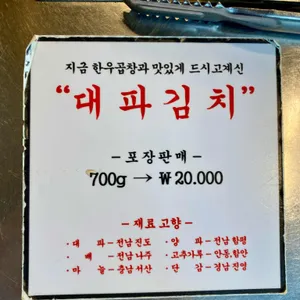 지금 한우곱창과 맛있게 드시고계신
“대파김치”
– 포장판매 –
700g → ₩ 20.000
– 재료고향 –
· 대 파 – 전남진도 · 양 파 – 전남함평
· 배 – 전남나주 · 고추가루 – 안동,함안
· 마 늘 – 충남서산 · 단 감 – 경남진영